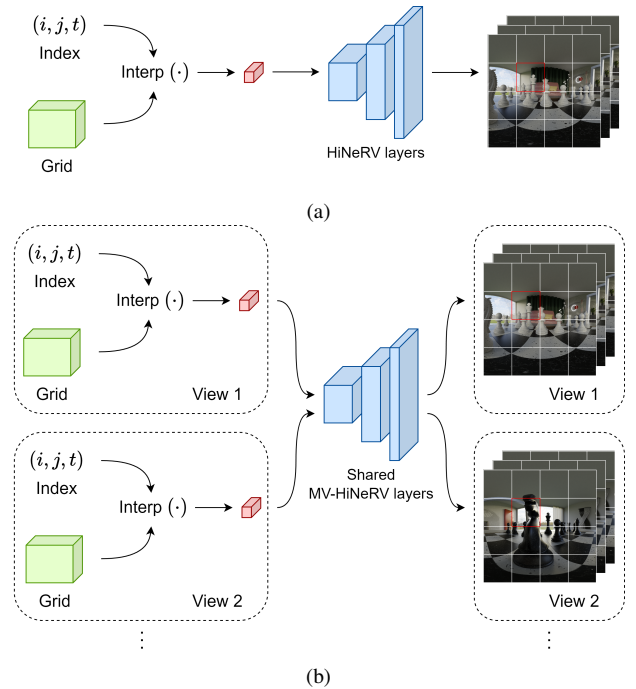 (i, j, t)
Index
Interp (·)
Grid
HiNeRV layers
(a)
(i, j, t)
Index
Interp (·)
Grid
View 1
View 1
Shared
MV-HiNeRV layers
(i, j, t)
Index
Interp (·)
Grid
View 2
View 2
(b)